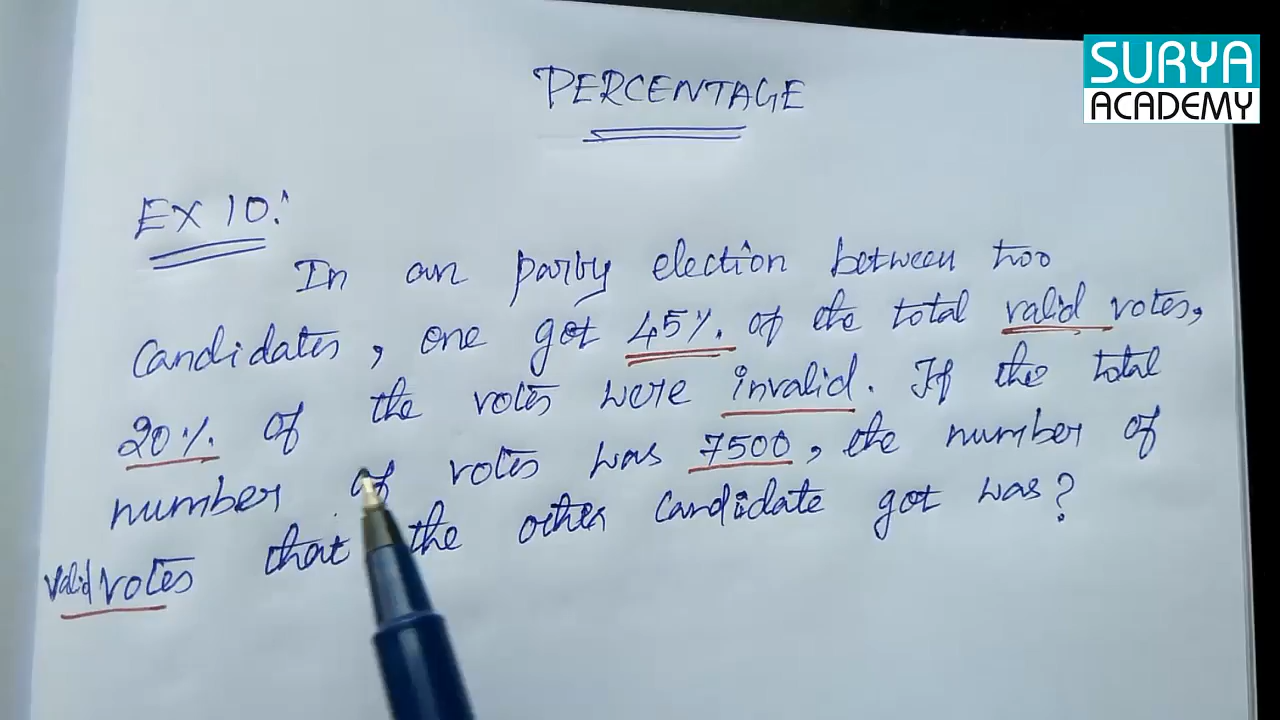 SURYA
ACADEMY
PERCENTAGE
EX 10:
In an party election between two
candidates, one got 45%. of the total valid votes,
20%. of the votes were invalid. If the total
number of votes was 7500, the number of
valid votes that the other candidate got was?